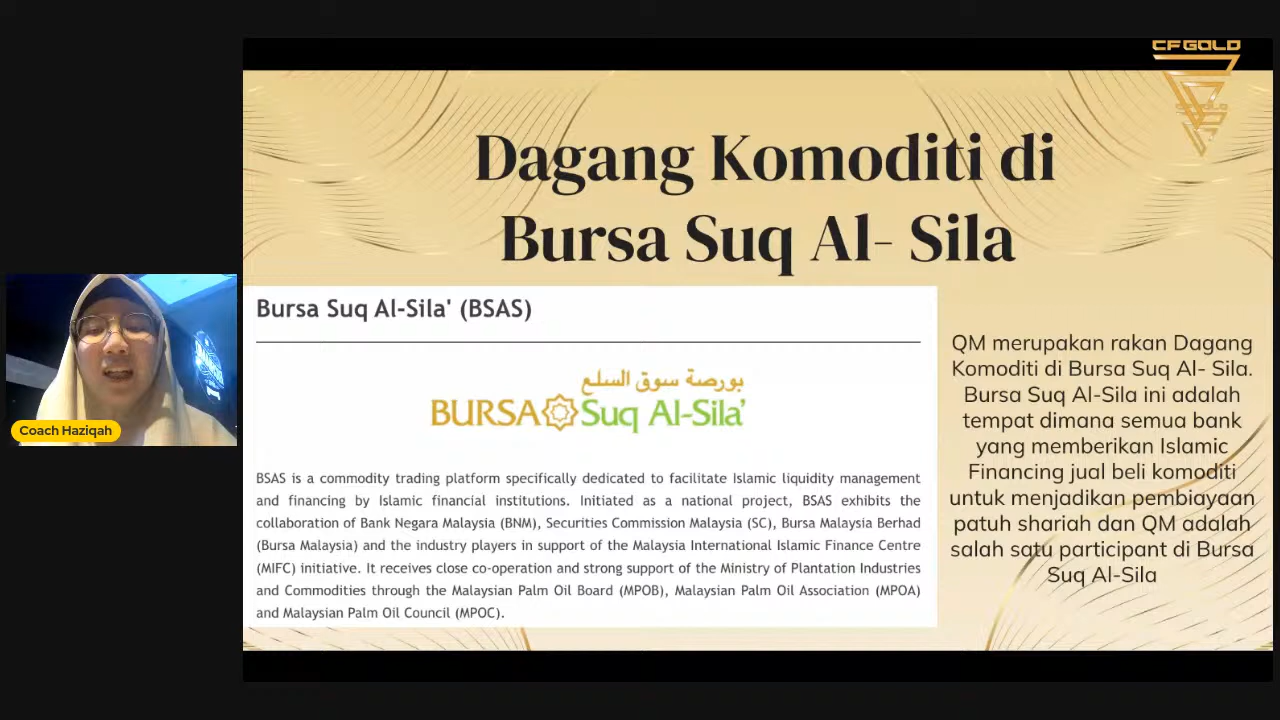 CFGOLD
Dagang Komoditi di
Bursa Suq Al- Sila
Bursa Suq Al-Sila' (BSAS)
بورصة سوق السلع
BURSA Suq Al-Sila'
BSAS is a commodity trading platform specifically dedicated to facilitate Islamic liquidity management
and financing by Islamic financial institutions. Initiated as a national project, BSAS exhibits the
collaboration of Bank Negara Malaysia (BNM), Securities Commission Malaysia (SC), Bursa Malaysia Berhad
(Bursa Malaysia) and the industry players in support of the Malaysia International Islamic Finance Centre
(MIFC) initiative. It receives close co-operation and strong support of the Ministry of Plantation Industries
and Commodities through the Malaysian Palm Oil Board (MPOB), Malaysian Palm Oil Association (MPOA)
and Malaysian Palm Oil Council (MPOC).
QM merupakan rakan Dagang
Komoditi di Bursa Suq Al- Sila.
Bursa Suq Al-Sila ini adalah
tempat dimana semua bank
yang memberikan Islamic
Financing jual beli komoditi
untuk menjadikan pembiayaan
patuh shariah dan QM adalah
salah satu participant di Bursa
Suq Al-Sila
Coach Haziqah